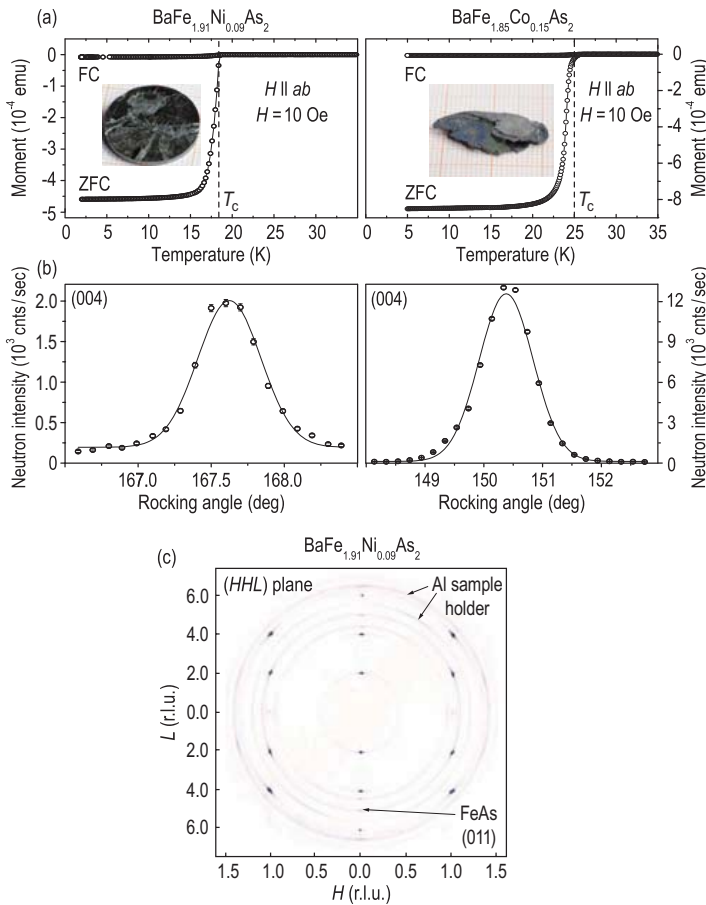 (a)
BaFe1.91Ni0.09As2
BaFe1.85Co0.15As2
Moment (10-4 emu)
0
-1
-2
-3
-4
-5
FC
ZFC
H II ab
H = 10 Oe
Tc
0 5 10 15 20 25 30
Temperature (K)
FC
ZFC
H II ab
H = 10 Oe
Tc
0 5 10 15 20 25 30 35
Temperature (K)
0
-2
-4
-6
-8
Moment (10-4 emu)
(b)
Neutron intensity (103 cnts / sec)
2.0
1.5
1.0
0.5
0
(004)
167.0 167.5 168.0
Rocking angle (deg)
(004)
149 150 151 152
Rocking angle (deg)
12
9
6
3
0
Neutron intensity (103 cnts / sec)
(c)
BaFe1.91Ni0.09As2
(HHL) plane
Al sample
holder
L (r.l.u.)
6.0
4.0
2.0
0.0
2.0
4.0
6.0
FeAs
(011)
1.5 1.0 0.5 0.0 0.5 1.0 1.5
H (r.l.u.)